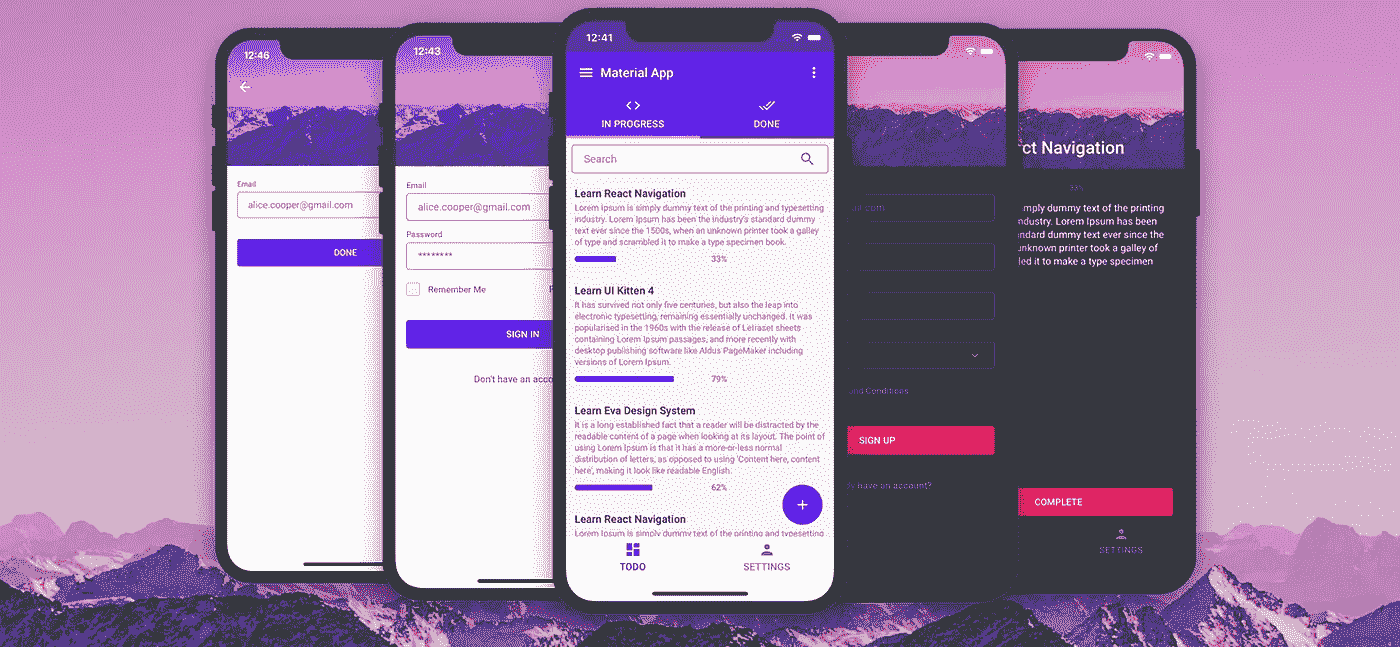 12:46
Email
alice.cooper@gmail.com
DONE
12:43
Email
alice.cooper@gmail.com
Password
********
Remember Me
SIGN IN
Don't have an acco
12:41
Material App
IN PROGRESS
DONE
Search
Learn React Navigation
Lorem Ipsum is simply dummy text of the printing and typesetting
industry. Lorem Ipsum has been the industry's standard dummy
text ever since the 1500s, when an unknown printer took a galley
of type and scrambled it to make a type specimen book.
33%
Learn UI Kitten 4
It has survived not only five centuries, but also the leap into
electronic typesetting, remaining essentially unchanged. It was
popularised in the 1960s with the release of Letraset sheets
containing Lorem Ipsum passages, and more recently with
desktop publishing software like Aldus PageMaker including
versions of Lorem Ipsum.
79%
Learn Eva Design System
It is a long established fact that a reader will be distracted by the
readable content of a page when looking at its layout. The point of
using Lorem Ipsum is that it has a more-or-less normal
distribution of letters, as opposed to using 'Content here, content
here', making it look like readable English.
62%
Learn React Navigation
Lorem Ipsum is simply dummy text of the printing and typesetting
TODO
SETTINGS
and Conditions
SIGN UP
have an account?
ct Navigation
33%
mply dummy text of the printing
ndustry. Lorem Ipsum has been
andard dummy text ever since the
unknown printer took a galley of
led it to make a type specimen
COMPLETE
SETTINGS